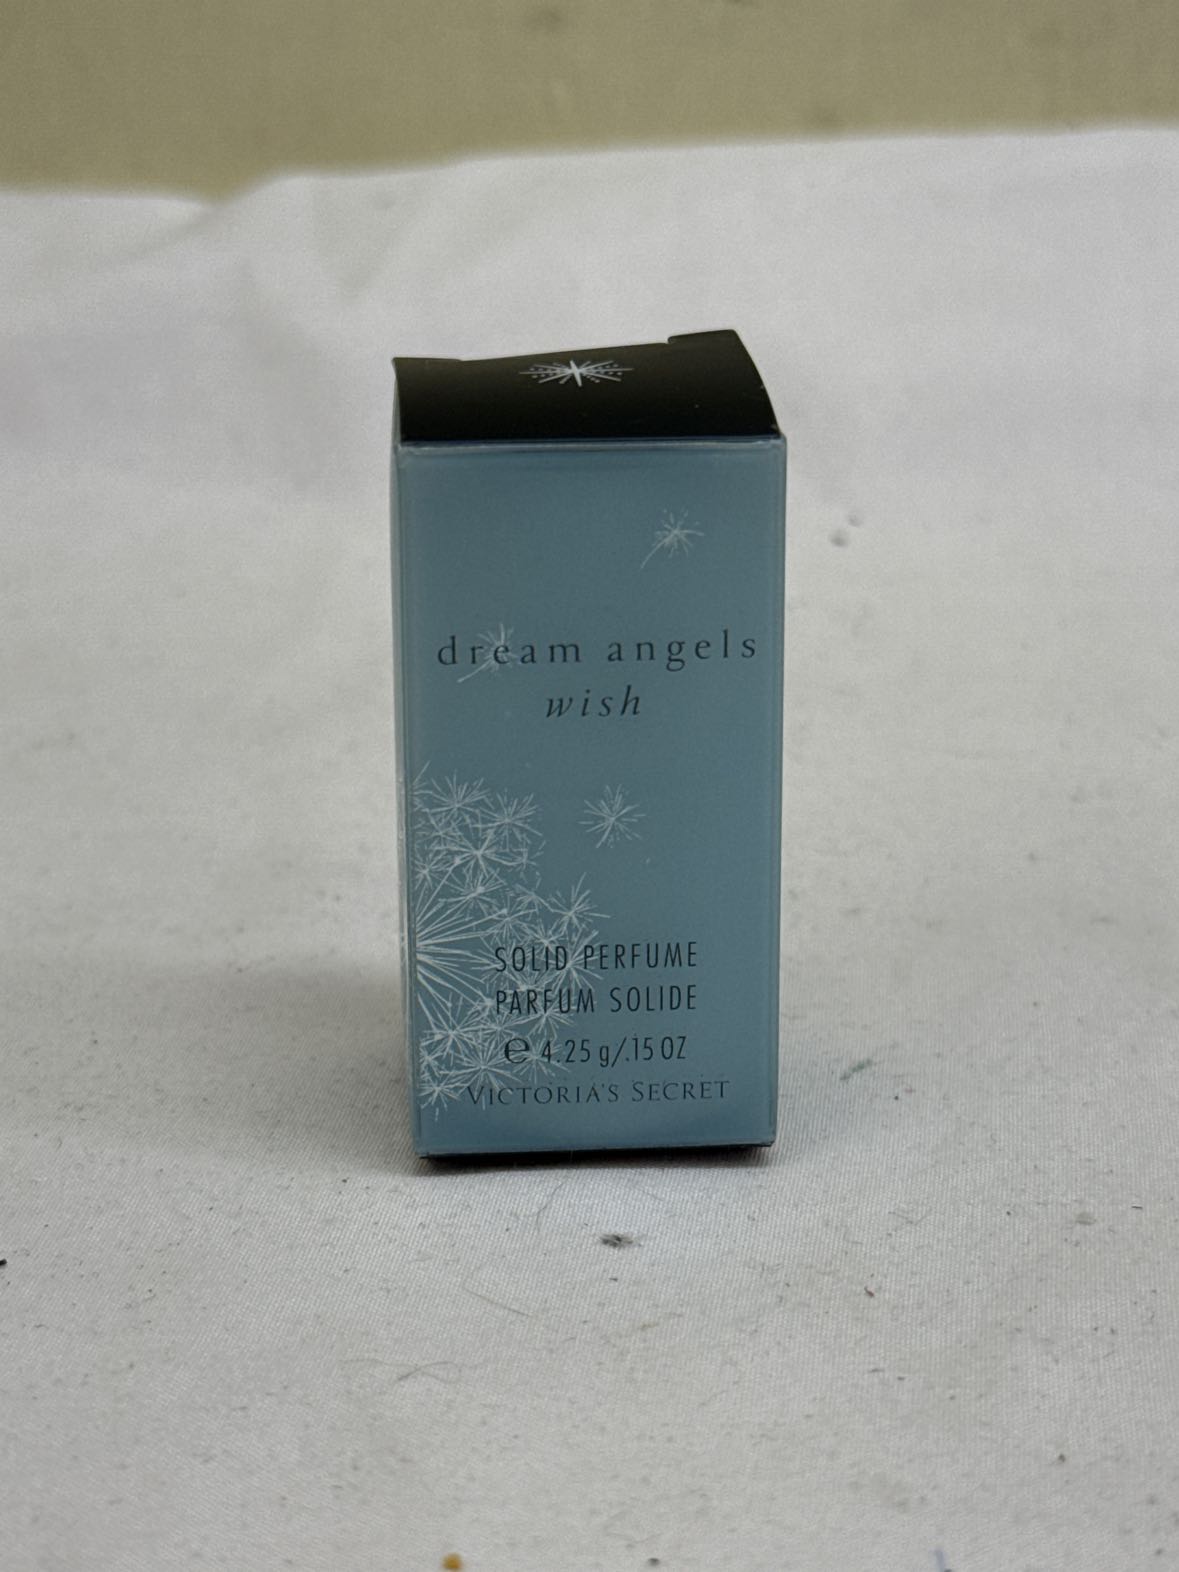 dream angels
wish
SOLID PERFUME
PARFUM SOLIDE
℮ 4.25 g/.15 OZ
VICTORIA'S SECRET